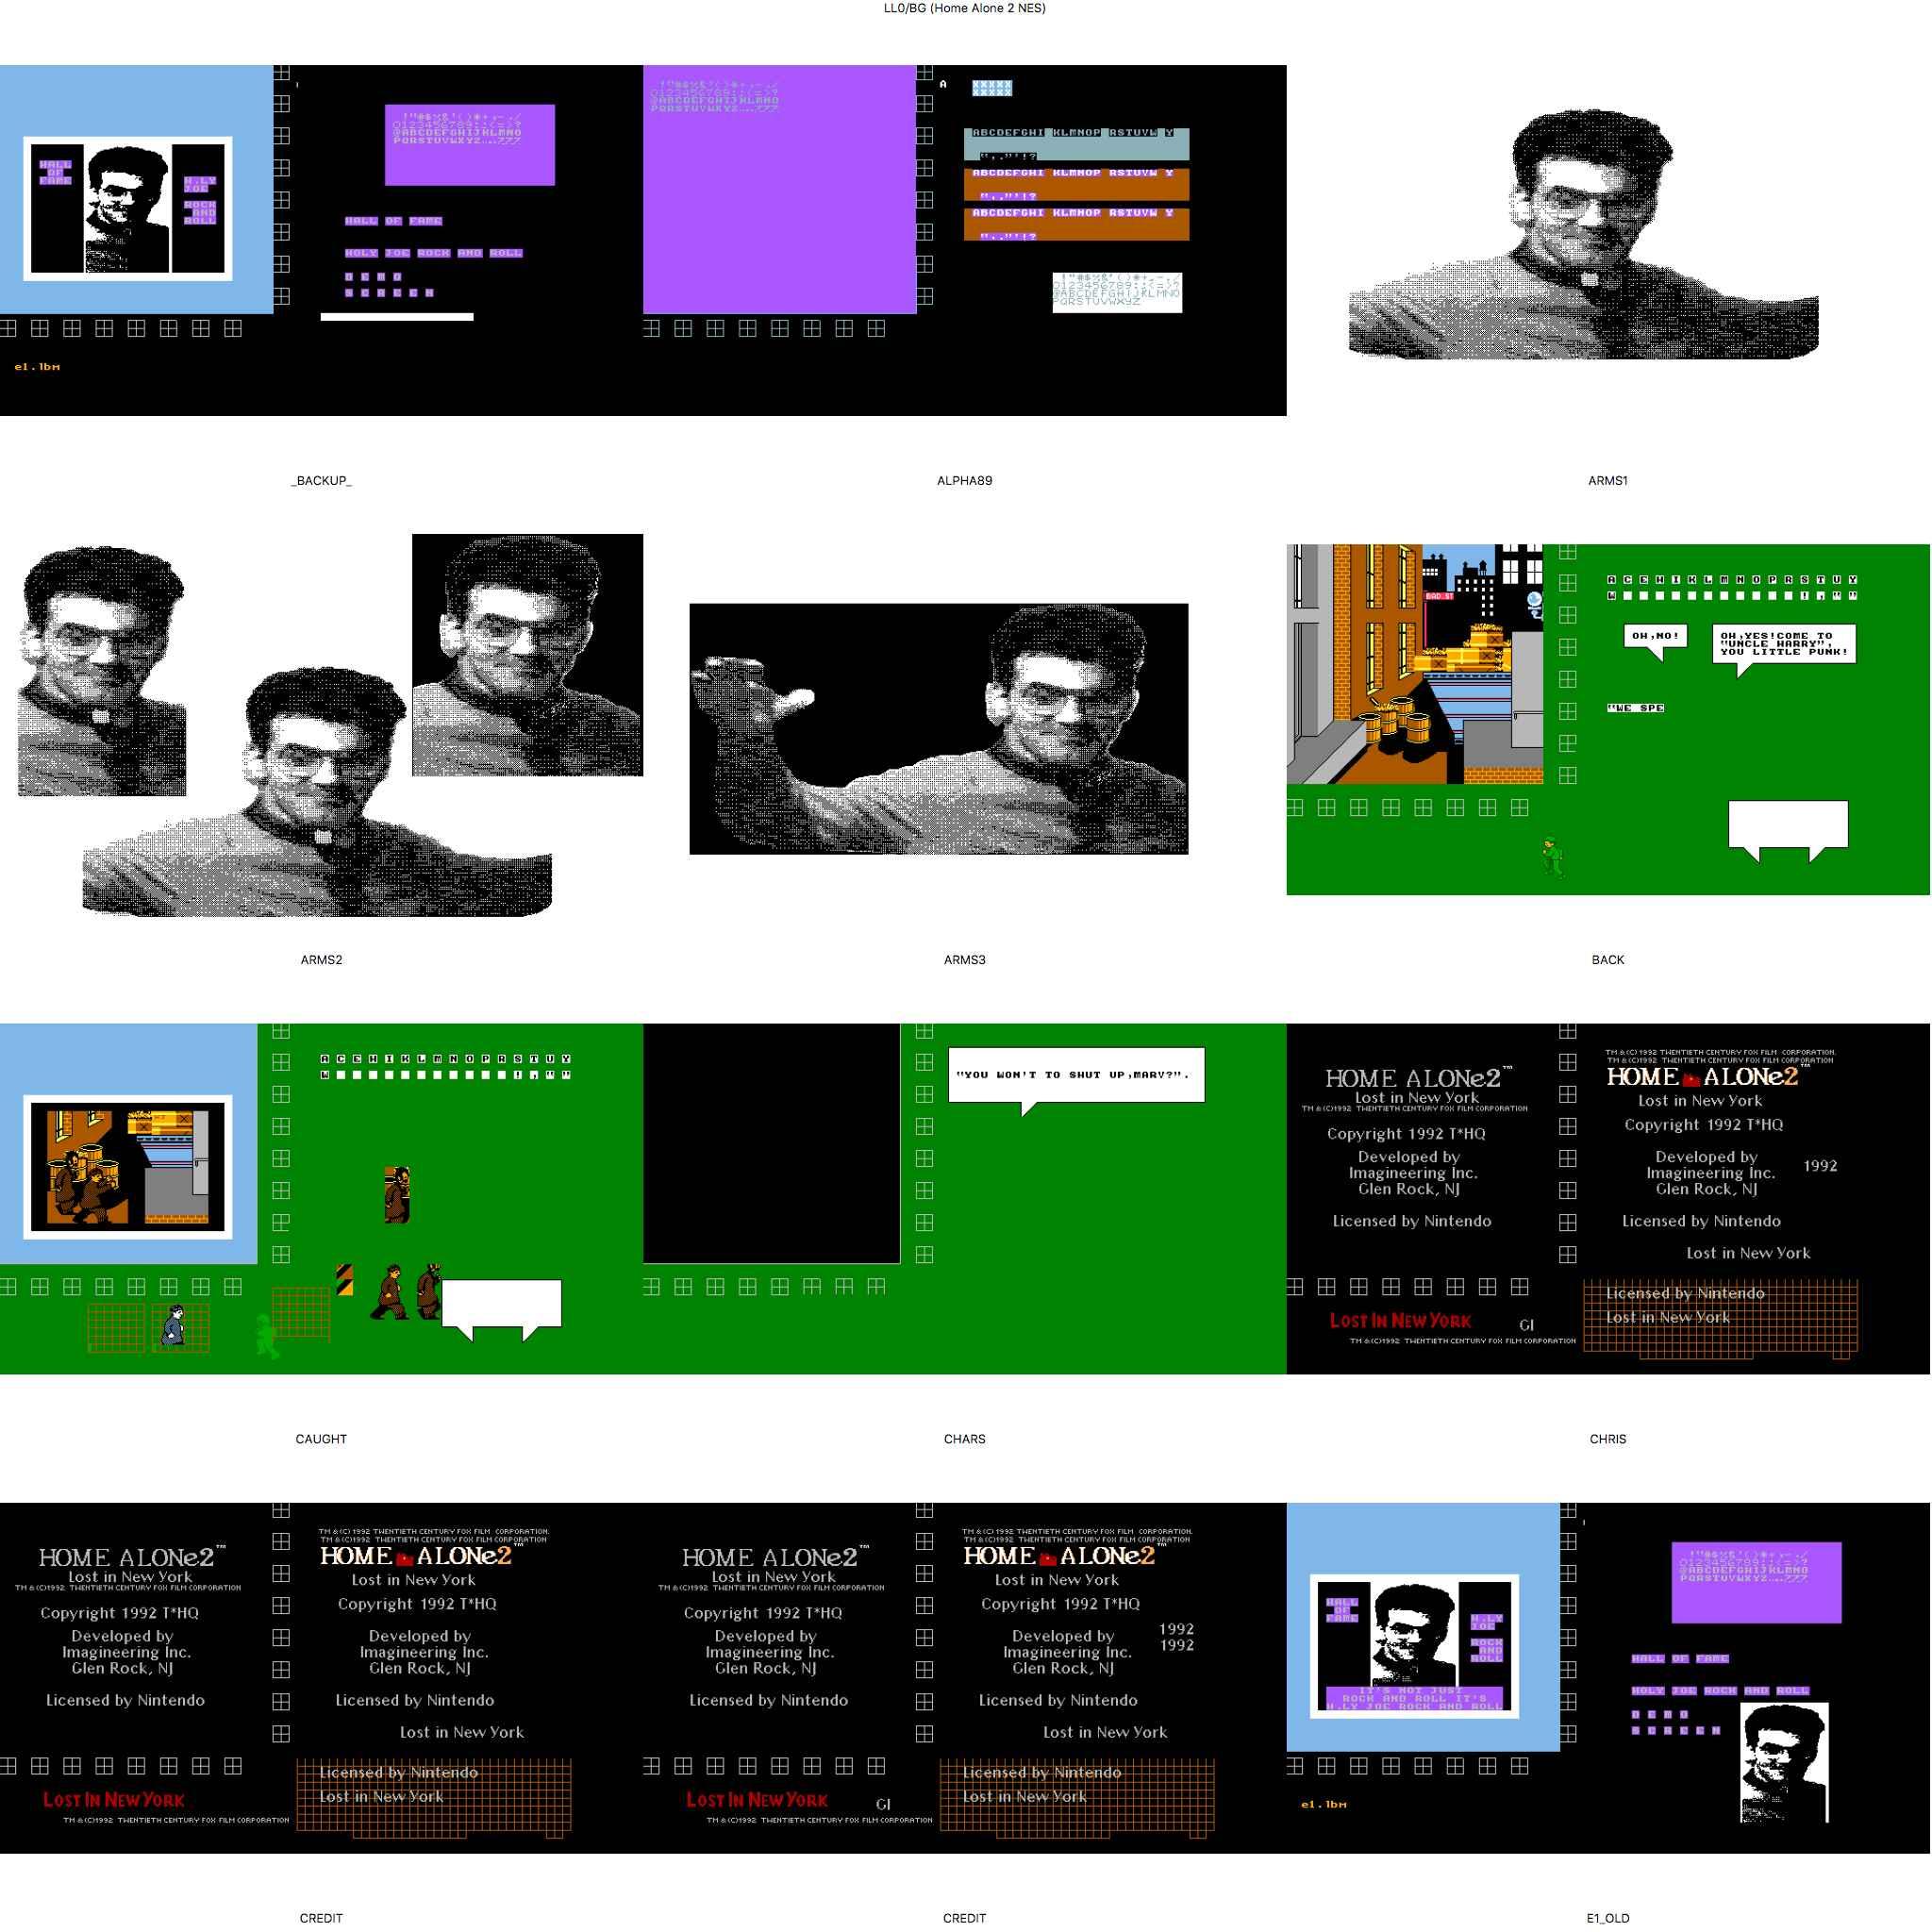 LL0/BG (Home Alone 2 NES)
HALL
OF
FAME
H.LY
JOE
ROCK
AND
ROLL
!"#$%&'()*+,-./
0123456789:;<=>?
@ABCDEFGHIJKLMNO
PQRSTUVWXYZ
HALL OF FAME
HOLY JOE ROCK AND ROLL
DEMO
SCREEN
e1.lbm
!"#$%&'()*+,-./
0123456789:;<=>?
@ABCDEFGHIJKLMNO
PQRSTUVWXYZ
A
XXXXX
XXXXX
ABCDEFGHI KLMNOP RSTUVW Y
ABCDEFGHI KLMNOP RSTUVW Y
ABCDEFGHI KLMNOP RSTUVW Y
!"#$%&'()*+,-./
0123456789:;<=>?
@ABCDEFGHIJKLMNO
PQRSTUVWXYZ
_BACKUP_
ALPHA89
ARMS1
BAD ST
A C E H I K L M N O P R S T U Y
W ! , " "
OH,NO!
OH,YES!COME TO
"UNCLE HARRY",
YOU LITTLE PUNK!
"WE SPE
ARMS2
ARMS3
BACK
A C E H I K L M N O P R S T U Y
W ! , " "
"YOU WON'T TO SHUT UP,MARV?".
HOME ALONe2™
Lost in New York
TM & (C)1992 TWENTIETH CENTURY FOX FILM CORPORATION
Copyright 1992 T*HQ
Developed by
Imagineering Inc.
Glen Rock, NJ
Licensed by Nintendo
LOST IN NEW YORK
GI
TM & (C)1992 TWENTIETH CENTURY FOX FILM CORPORATION
TM & (C) 1992 TWENTIETH CENTURY FOX FILM CORPORATION.
TM & (C)1992 TWENTIETH CENTURY FOX FILM CORPORATION
HOME ALONe2™
Lost in New York
Copyright 1992 T*HQ
Developed by
Imagineering Inc.
Glen Rock, NJ
1992
Licensed by Nintendo
Lost in New York
Licensed by Nintendo
Lost in New York
CAUGHT
CHARS
CHRIS
HOME ALONe2™
Lost in New York
TM & (C)1992 TWENTIETH CENTURY FOX FILM CORPORATION
Copyright 1992 T*HQ
Developed by
Imagineering Inc.
Glen Rock, NJ
Licensed by Nintendo
LOST IN NEW YORK
TM & (C)1992 TWENTIETH CENTURY FOX FILM CORPORATION
TM & (C) 1992 TWENTIETH CENTURY FOX FILM CORPORATION.
TM & (C)1992 TWENTIETH CENTURY FOX FILM CORPORATION
HOME ALONe2™
Lost in New York
Copyright 1992 T*HQ
Developed by
Imagineering Inc.
Glen Rock, NJ
Licensed by Nintendo
Lost in New York
Licensed by Nintendo
Lost in New York
HOME ALONe2™
Lost in New York
TM & (C)1992 TWENTIETH CENTURY FOX FILM CORPORATION
Copyright 1992 T*HQ
Developed by
Imagineering Inc.
Glen Rock, NJ
Licensed by Nintendo
LOST IN NEW YORK
GI
TM & (C)1992 TWENTIETH CENTURY FOX FILM CORPORATION
TM & (C) 1992 TWENTIETH CENTURY FOX FILM CORPORATION.
TM & (C)1992 TWENTIETH CENTURY FOX FILM CORPORATION
HOME ALONe2™
Lost in New York
Copyright 1992 T*HQ
Developed by
Imagineering Inc.
Glen Rock, NJ
1992
1992
Licensed by Nintendo
Lost in New York
Licensed by Nintendo
Lost in New York
HALL
OF
FAME
H.LY
JOE
ROCK
AND
ROLL
IT'S NOT JUST
ROCK AND ROLL IT'S
H.LY JOE ROCK AND ROLL
!"#$%&'()*+,-./
0123456789:;<=>?
@ABCDEFGHIJKLMNO
PQRSTUVWXYZ
HALL OF FAME
HOLY JOE ROCK AND ROLL
DEMO
SCREEN
e1.lbm
CREDIT
CREDIT
E1_OLD